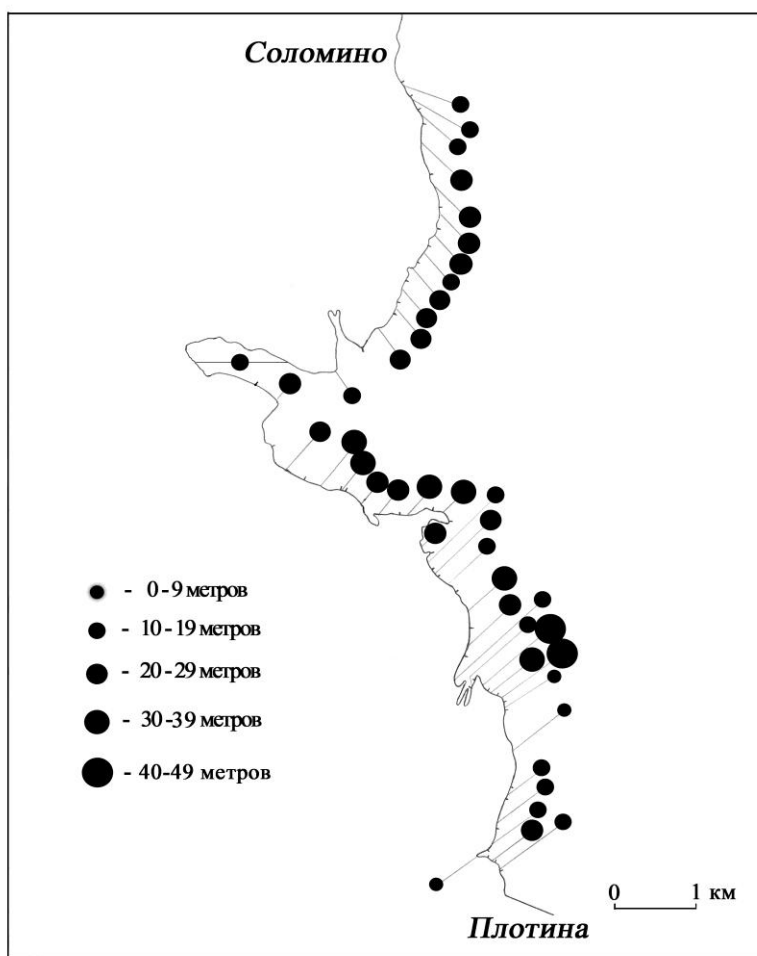 Соломино
- 0-9 метров
- 10-19 метров
- 20-29 метров
- 30-39 метров
- 40-49 метров
0 1 км
Плотина